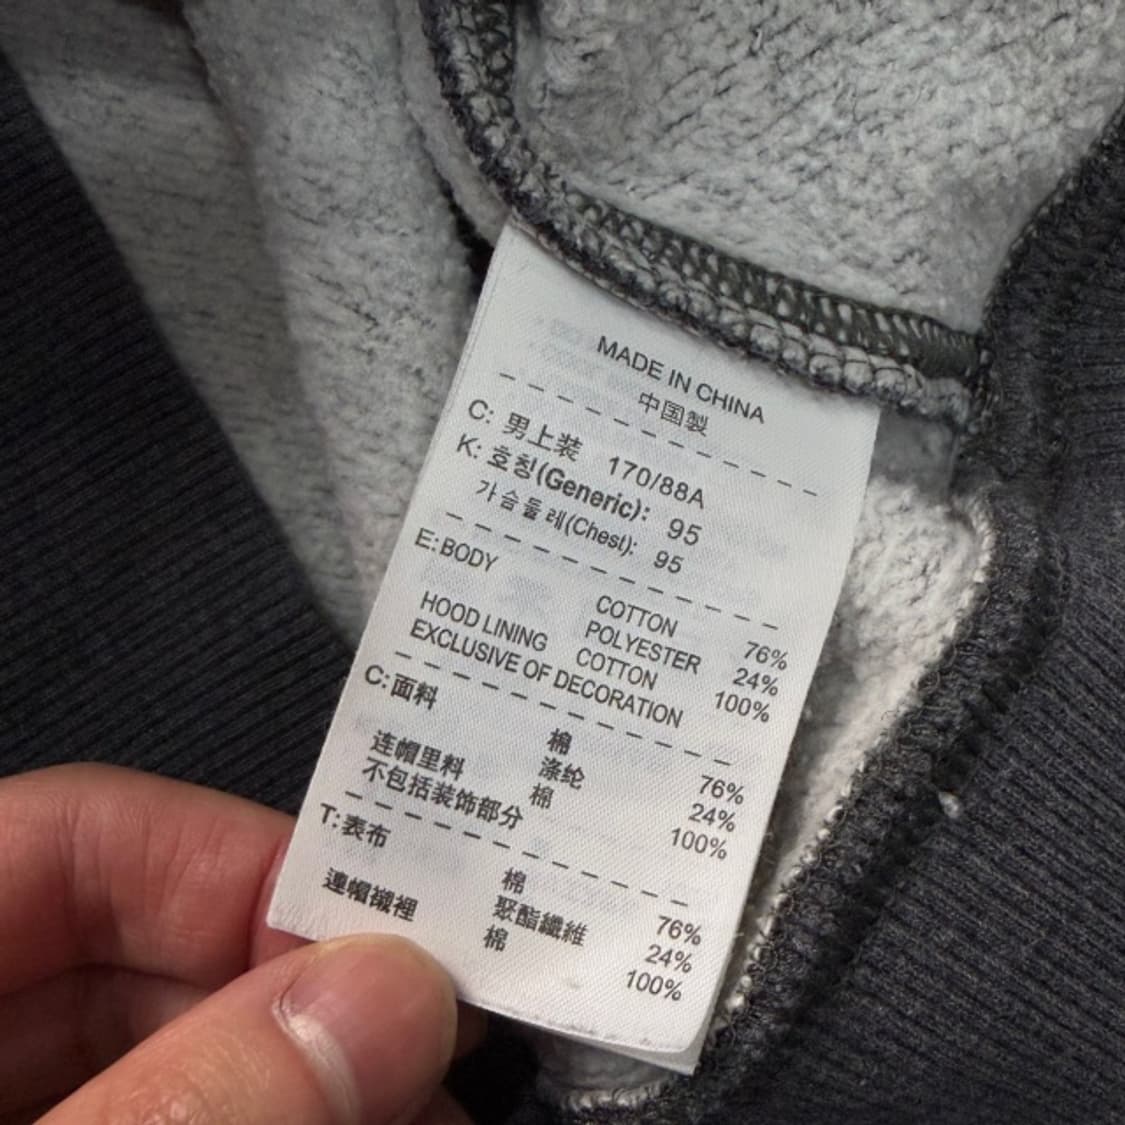 MADE IN CHINA
中国製
C: 男上装 170/88A
K: 호칭(Generic): 95
가슴둘레(Chest): 95
E:BODY COTTON 76%
POLYESTER 24%
HOOD LINING COTTON 100%
EXCLUSIVE OF DECORATION
C:面料 棉 76%
涤纶 24%
连帽里料 棉 100%
不包括装饰部分
T:表布 棉 76%
聚酯纖維 24%
連帽襯裡 棉 100%